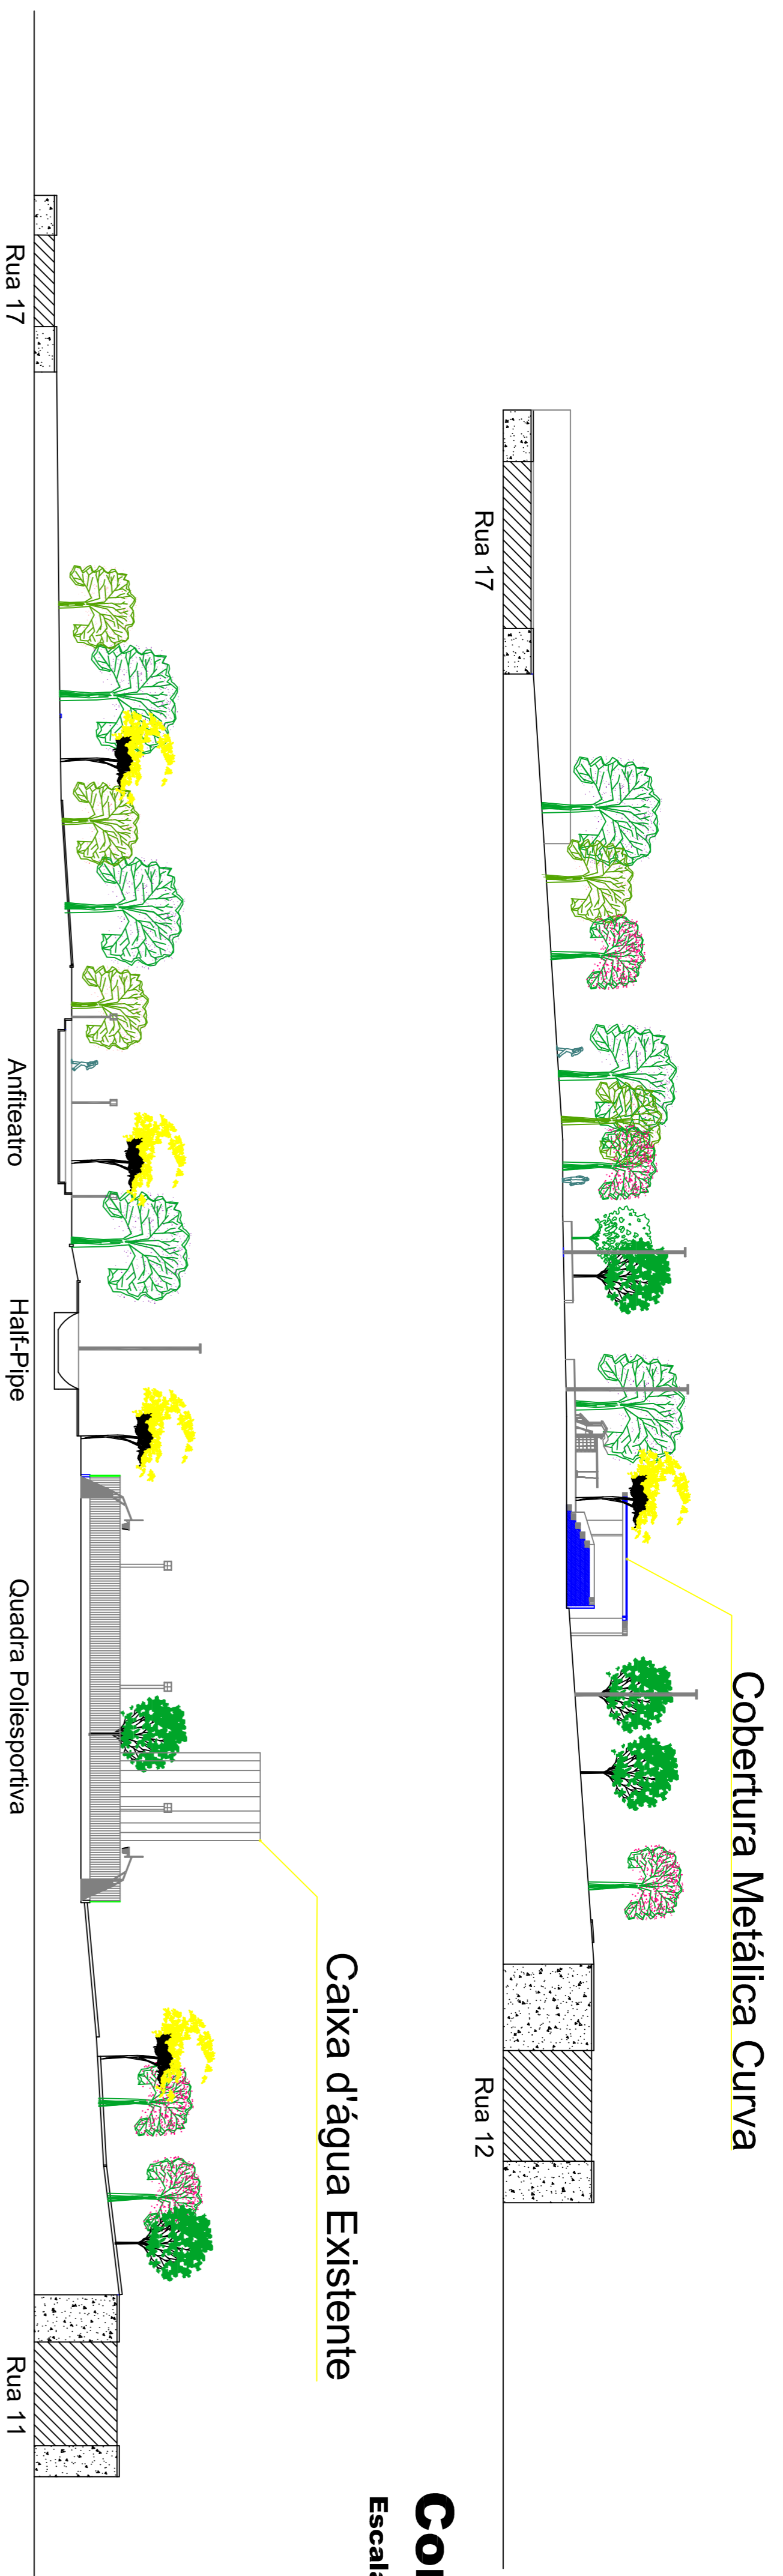 Cobertura Metálica Curva
Rua 17
Rua 12
Caixa d'água Existente
Rua 17
Anfiteatro
Half-Pipe
Quadra Poliesportiva
Rua 11